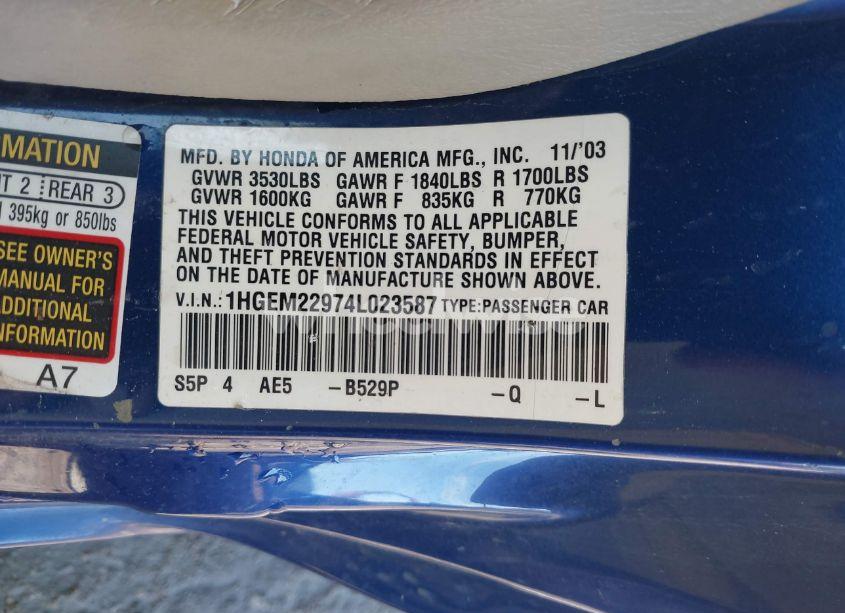 MATION
T 2 REAR 3
395kg or 850lbs
SEE OWNER'S
MANUAL FOR
ADDITIONAL
INFORMATION
A7
MFD. BY HONDA OF AMERICA MFG., INC. 11/'03
GVWR 3530LBS GAWR F 1840LBS R 1700LBS
GVWR 1600KG GAWR F 835KG R 770KG
THIS VEHICLE CONFORMS TO ALL APPLICABLE
FEDERAL MOTOR VEHICLE SAFETY, BUMPER,
AND THEFT PREVENTION STANDARDS IN EFFECT
ON THE DATE OF MANUFACTURE SHOWN ABOVE.
V.I.N.: 1HGEM22974L023587 TYPE:PASSENGER CAR
S5P 4 AE5 -B529P -Q -L